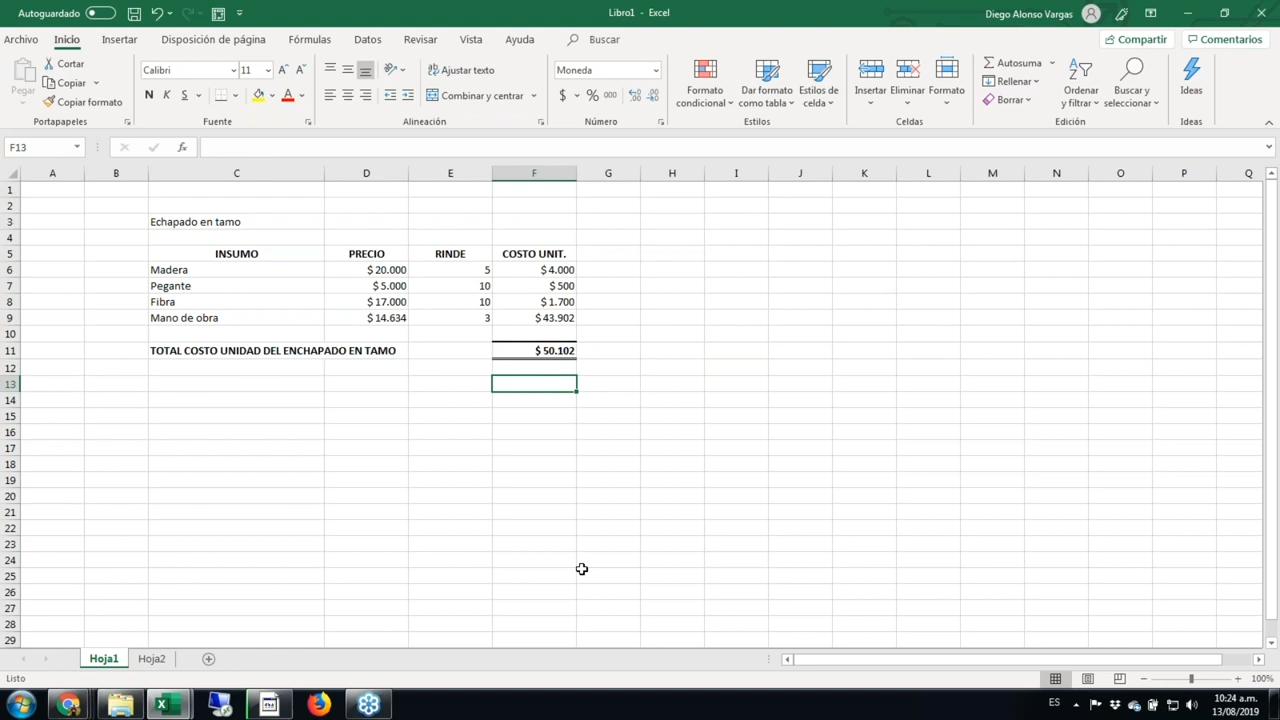 Autoguardado
Libro1 - Excel
Diego Alonso Vargas
Archivo Inicio Insertar Disposición de página Fórmulas Datos Revisar Vista Ayuda Buscar Compartir Comentarios
Pegar
Cortar
Copiar
Copiar formato
Portapapeles
Calibri 11
N K S
Fuente
Ajustar texto
Combinar y centrar
Alineación
Moneda
$ % 000
Número
Formato condicional
Dar formato como tabla
Estilos de celda
Estilos
Insertar Eliminar Formato
Celdas
Autosuma
Rellenar
Borrar
Ordenar y filtrar
Buscar y seleccionar
Edición
Ideas
Ideas
F13
A B C D E F G H I J K L M N O P Q
1
2
3 Echapado en tamo
4
5 INSUMO PRECIO RINDE COSTO UNIT.
6 Madera $ 20.000 5 $ 4.000
7 Pegante $ 5.000 10 $ 500
8 Fibra $ 17.000 10 $ 1.700
9 Mano de obra $ 14.634 3 $ 43.902
10
11 TOTAL COSTO UNIDAD DEL ENCHAPADO EN TAMO $ 50.102
12
13
14
15
16
17
18
19
20
21
22
23
24
25
26
27
28
29
Hoja1 Hoja2
Listo
100%
ES
10:24 a.m.
13/08/2019